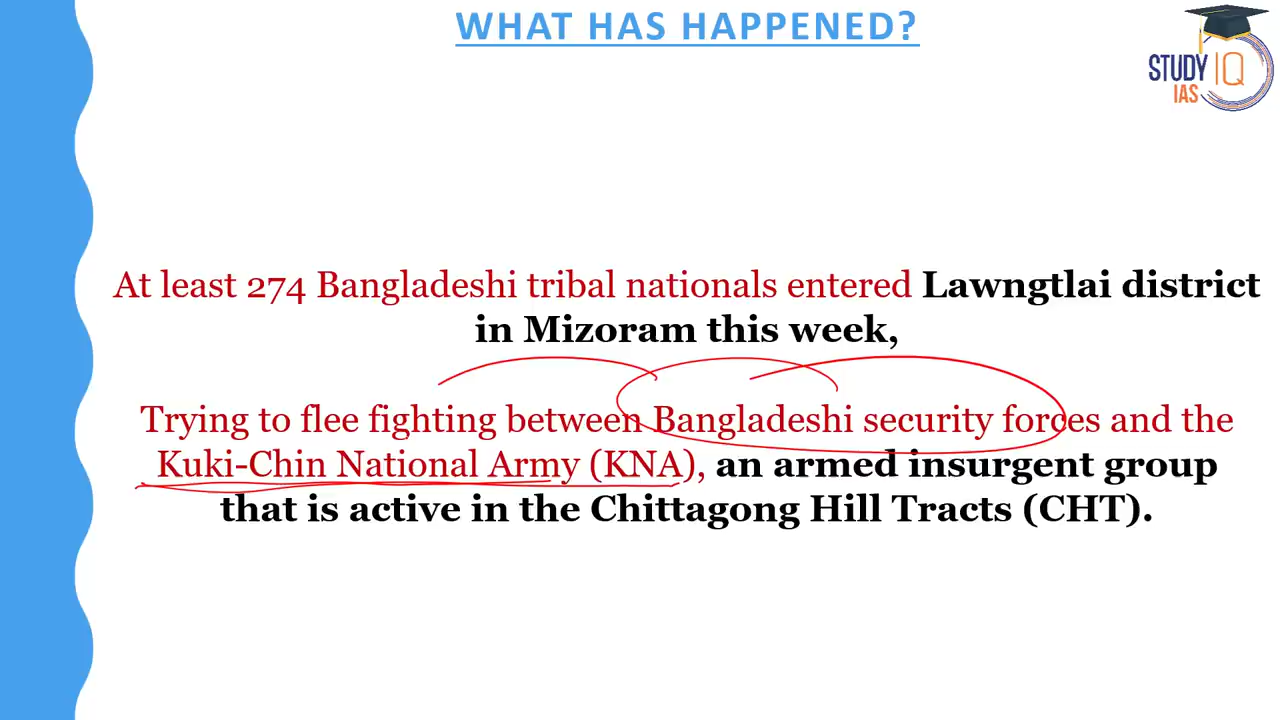 WHAT HAS HAPPENED?
STUDY IQ
IAS
At least 274 Bangladeshi tribal nationals entered Lawngtlai district
in Mizoram this week,
Trying to flee fighting between Bangladeshi security forces and the
Kuki-Chin National Army (KNA), an armed insurgent group
that is active in the Chittagong Hill Tracts (CHT).